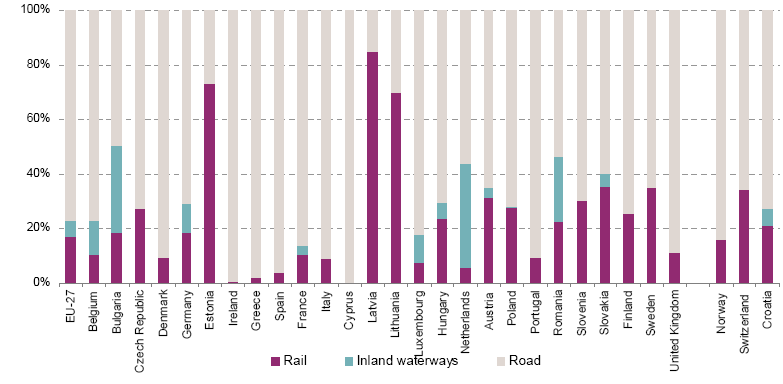 100%
80%
60%
40%
20%
0%
EU-27
Belgium
Bulgaria
Czech Republic
Denmark
Germany
Estonia
Ireland
Greece
Spain
France
Italy
Cyprus
Latvia
Lithuania
Luxembourg
Hungary
Netherlands
Austria
Poland
Portugal
Romania
Slovenia
Slovakia
Finland
Sweden
United Kingdom
Norway
Switzerland
Croatia
Rail Inland waterways Road